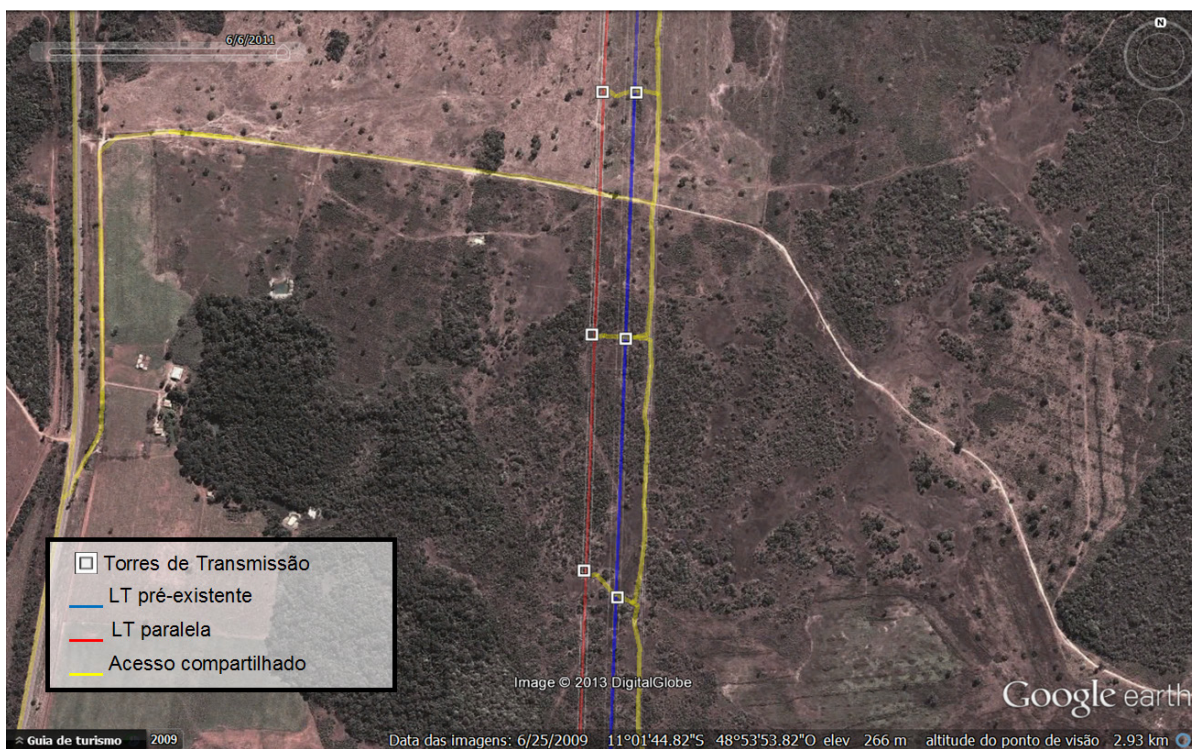 6/6/2011
N
Torres de Transmissão
LT pré-existente
LT paralela
Acesso compartilhado
Image © 2013 DigitalGlobe
Google earth
Guia de turismo 2009 Data das imagens: 6/25/2009 11°01'44.82"S 48°53'53.82"O elev 266 m altitude do ponto de visão 2.93 km